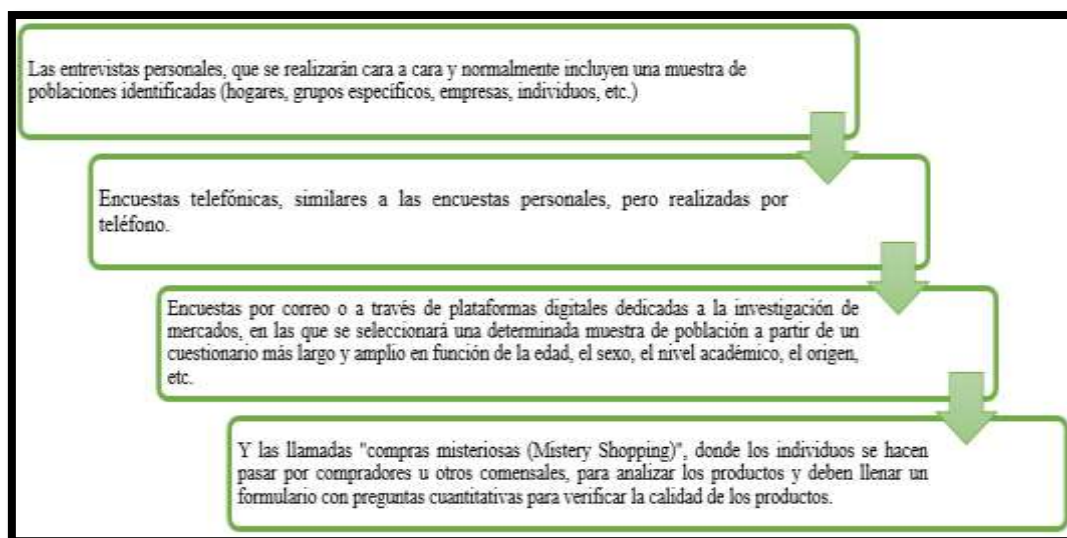 Las entrevistas personales, que se realizarán cara a cara y normalmente incluyen una muestra de
poblaciones identificadas (hogares, grupos específicos, empresas, individuos, etc.)
Encuestas telefónicas, similares a las encuestas personales, pero realizadas por
teléfono.
Encuestas por correo o a través de plataformas digitales dedicadas a la investigación de
mercados, en las que se seleccionará una determinada muestra de población a partir de un
cuestionario más largo y amplio en función de la edad, el sexo, el nivel académico, el origen,
etc.
Y las llamadas "compras misteriosas (Mistery Shopping)", donde los individuos se hacen
pasar por compradores u otros comensales, para analizar los productos y deben llenar un
formulario con preguntas cuantitativas para verificar la calidad de los productos.